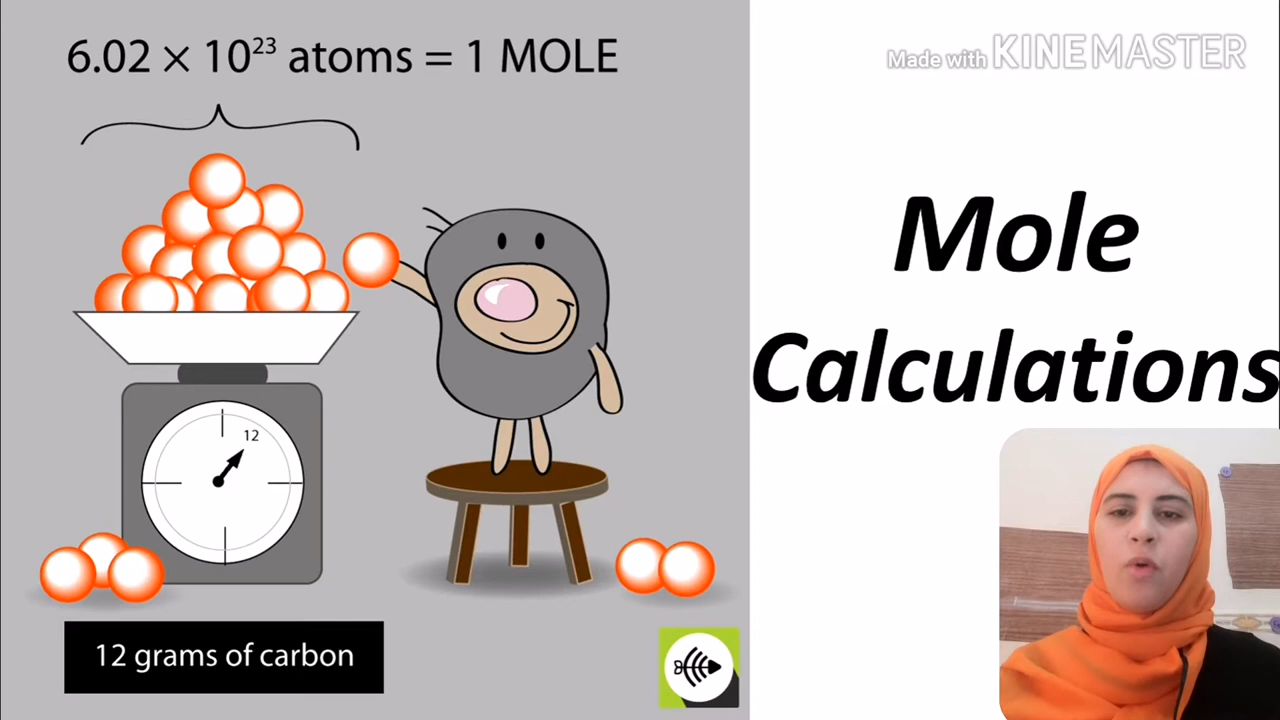 6.02 × 10²³ atoms = 1 MOLE
Made with KINEMASTER
Mole
Calculations
12
12 grams of carbon